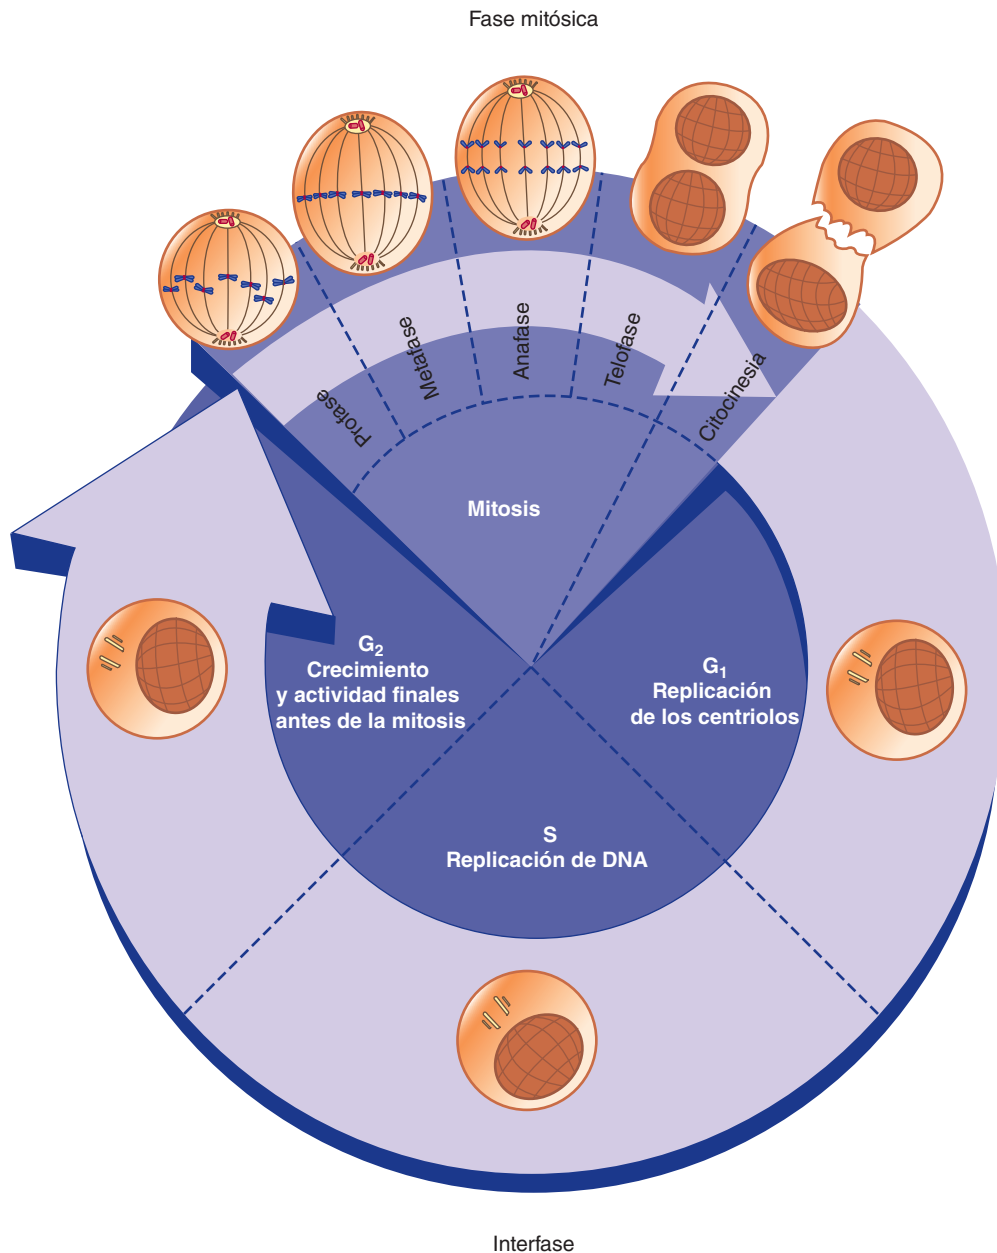 Fase mitósica
Profase
Metafase
Anafase
Telofase
Citocinesia
Mitosis
G₂
Crecimiento
y actividad finales
antes de la mitosis
G₁
Replicación
de los centriolos
S
Replicación de DNA
Interfase